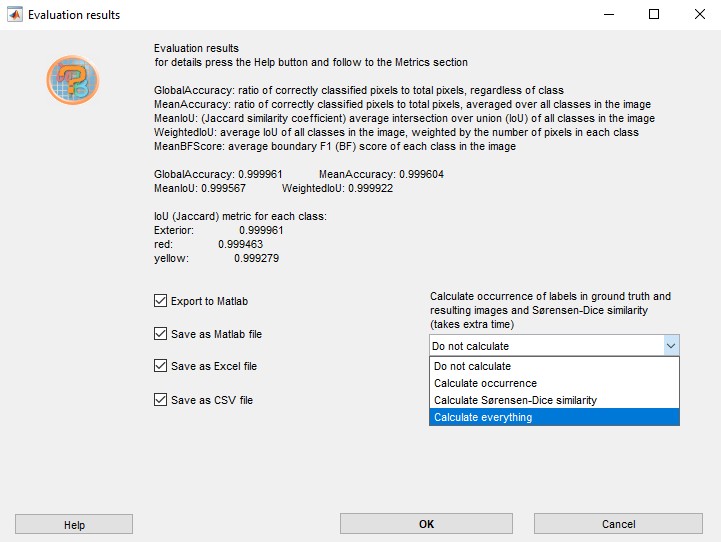 Evaluation results
Evaluation results
for details press the Help button and follow to the Metrics section
GlobalAccuracy: ratio of correctly classified pixels to total pixels, regardless of class
MeanAccuracy: ratio of correctly classified pixels to total pixels, averaged over all classes in the image
MeanIoU: (Jaccard similarity coefficient) average intersection over union (IoU) of all classes in the image
WeightedIoU: average IoU of all classes in the image, weighted by the number of pixels in each class
MeanBFScore: average boundary F1 (BF) score of each class in the image
GlobalAccuracy: 0.999961 MeanAccuracy: 0.999604
MeanIoU: 0.999567 WeightedIoU: 0.999922
IoU (Jaccard) metric for each class:
Exterior: 0.999961
red: 0.999463
yellow: 0.999279
Export to Matlab
Save as Matlab file
Save as Excel file
Save as CSV file
Calculate occurrence of labels in ground truth and
resulting images and Sørensen-Dice similarity
(takes extra time)
Do not calculate
Do not calculate
Calculate occurrence
Calculate Sørensen-Dice similarity
Calculate everything
Help
OK
Cancel